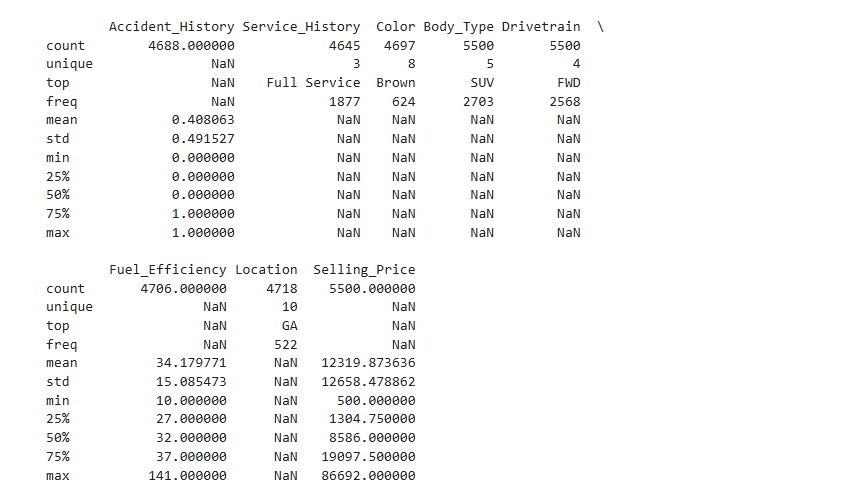 Accident_History Service_History  Color Body_Type Drivetrain  \
count        4688.000000            4645   4697      5500       5500
unique               NaN               3      8         5          4
top                  NaN    Full Service  Brown       SUV        FWD
freq                 NaN            1877    624      2703       2568
mean            0.408063             NaN    NaN       NaN        NaN
std             0.491527             NaN    NaN       NaN        NaN
min             0.000000             NaN    NaN       NaN        NaN
25%             0.000000             NaN    NaN       NaN        NaN
50%             0.000000             NaN    NaN       NaN        NaN
75%             1.000000             NaN    NaN       NaN        NaN
max             1.000000             NaN    NaN       NaN        NaN

        Fuel_Efficiency Location  Selling_Price
count       4706.000000     4718    5500.000000
unique              NaN       10            NaN
top                 NaN       GA            NaN
freq                NaN      522            NaN
mean          34.179771      NaN   12319.873636
std           15.085473      NaN   12658.478862
min           10.000000      NaN     500.000000
25%           27.000000      NaN    1304.750000
50%           32.000000      NaN    8586.000000
75%           37.000000      NaN   19097.500000
max          141.000000      NaN   86692.000000